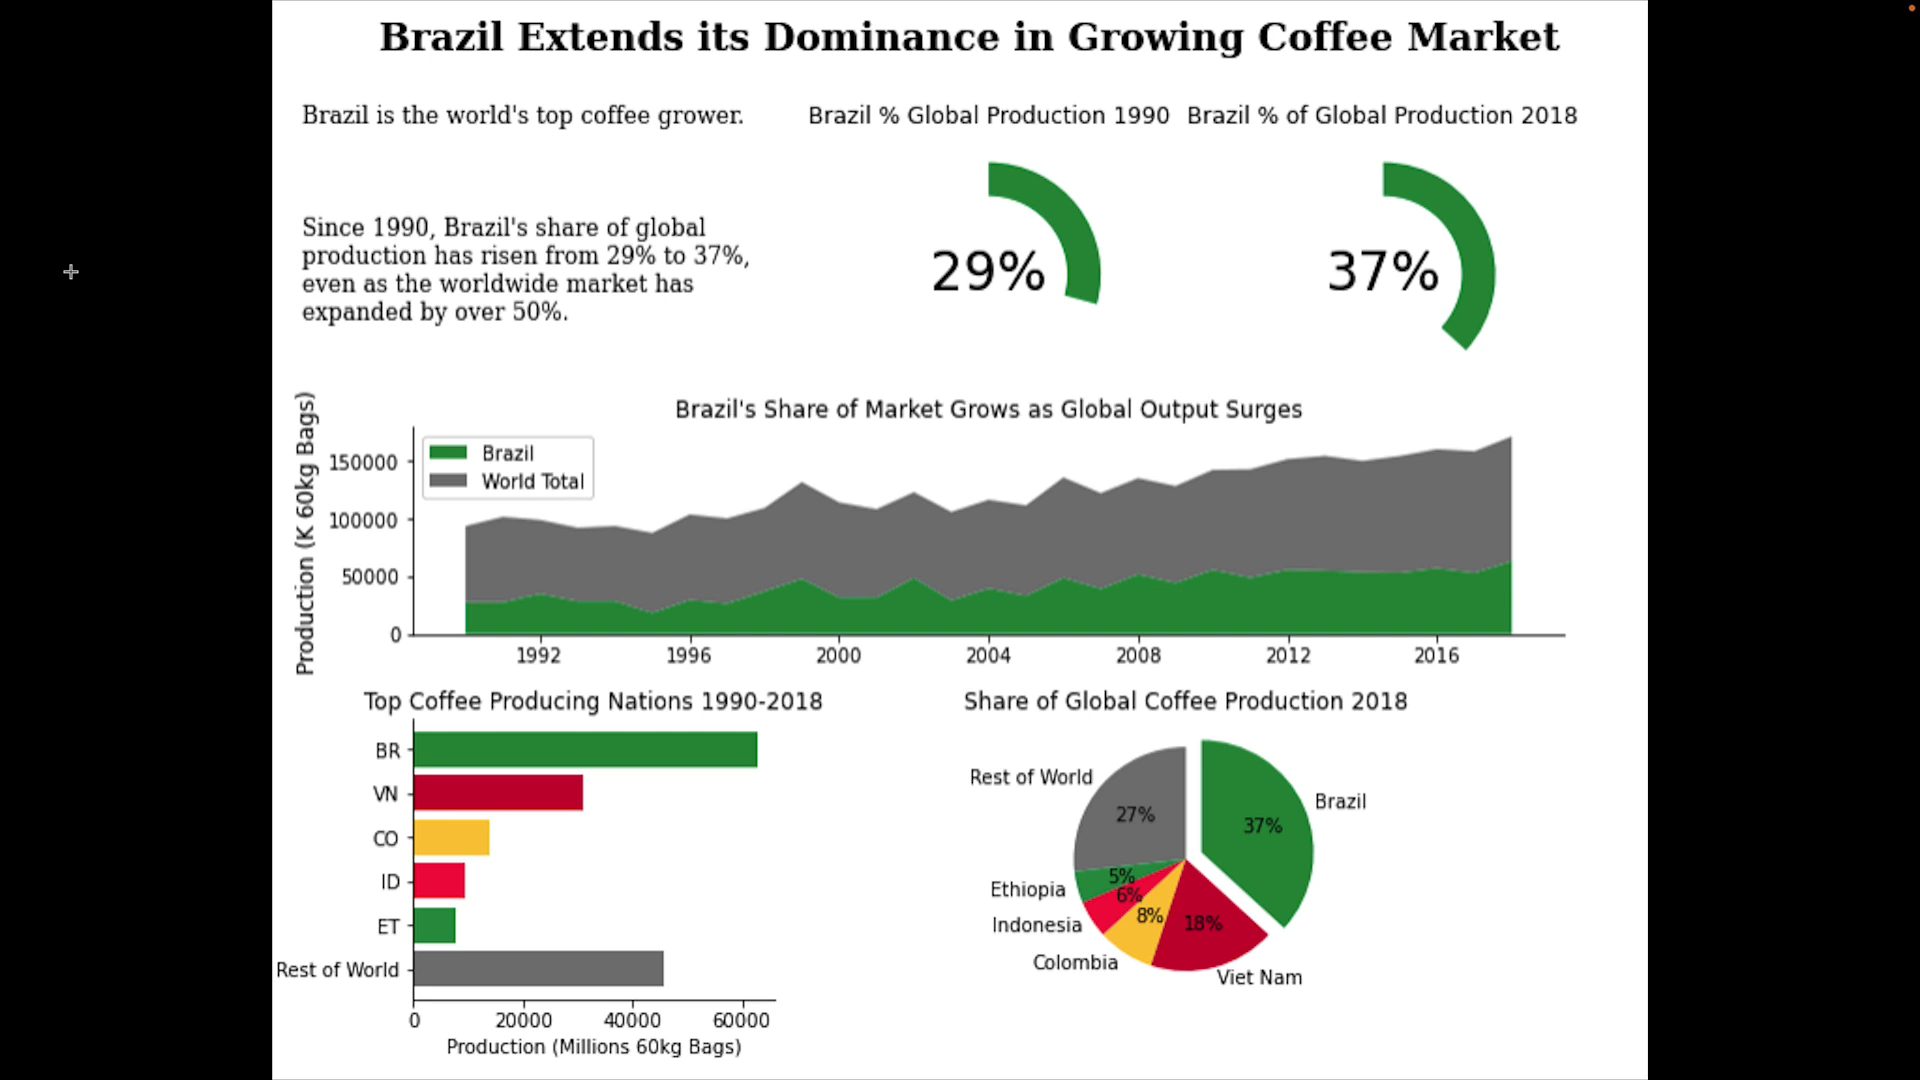 Brazil Extends its Dominance in Growing Coffee Market
Brazil is the world's top coffee grower.
Since 1990, Brazil's share of global
production has risen from 29% to 37%,
even as the worldwide market has
expanded by over 50%.
Brazil % Global Production 1990
29%
Brazil % of Global Production 2018
37%
Brazil's Share of Market Grows as Global Output Surges
Production (K 60kg Bags)
150000
100000
50000
0
Brazil
World Total
1992 1996 2000 2004 2008 2012 2016
Top Coffee Producing Nations 1990-2018
BR
VN
CO
ID
ET
Rest of World
0 20000 40000 60000
Production (Millions 60kg Bags)
Share of Global Coffee Production 2018
Rest of World
27%
Brazil
37%
Ethiopia
5%
Indonesia
6%
Colombia
8%
Viet Nam
18%